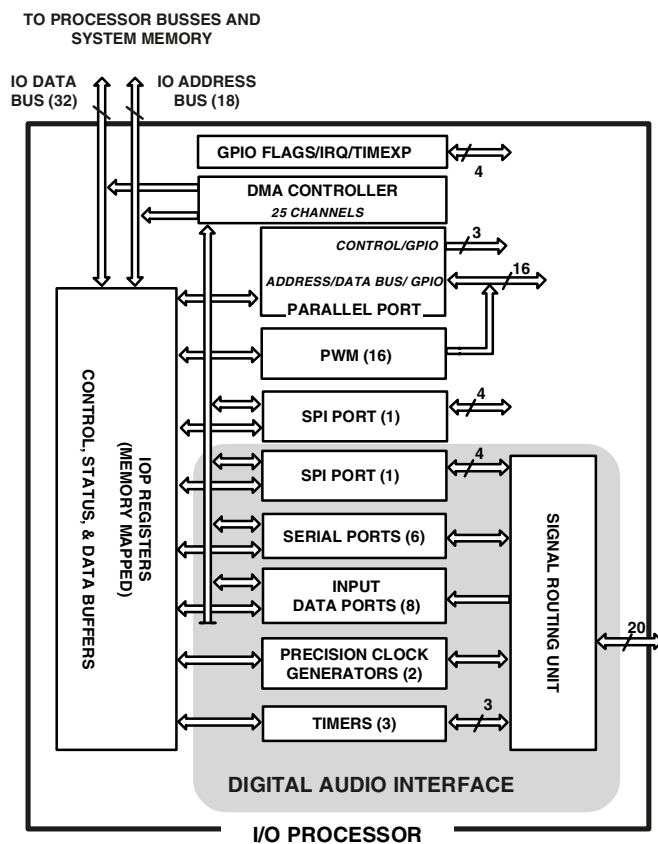 TO PROCESSOR BUSSES AND
SYSTEM MEMORY
IO DATA
BUS (32)
IO ADDRESS
BUS (18)
GPIO FLAGS/IRQ/TIMEXP
4
DMA CONTROLLER
25 CHANNELS
CONTROL/GPIO
3
ADDRESS/DATA BUS/ GPIO
16
PARALLEL PORT
PWM (16)
SPI PORT (1)
4
SPI PORT (1)
4
SERIAL PORTS (6)
INPUT
DATA PORTS (8)
PRECISION CLOCK
GENERATORS (2)
TIMERS (3)
3
IOP REGISTERS
(MEMORY MAPPED)
CONTROL, STATUS, & DATA BUFFERS
SIGNAL ROUTING UNIT
20
DIGITAL AUDIO INTERFACE
I/O PROCESSOR